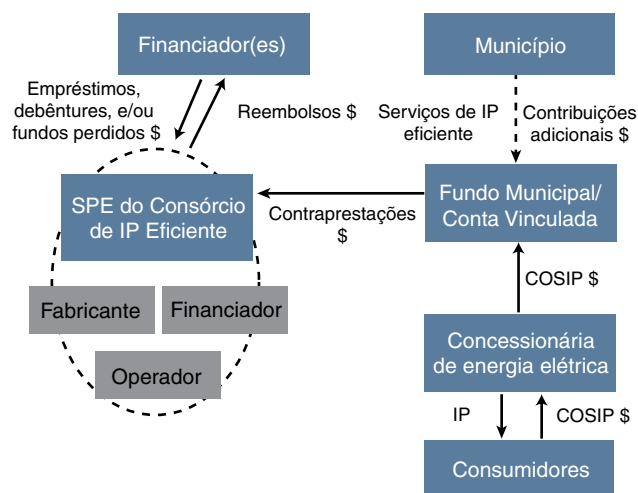 Financiador(es)
Município
Empréstimos,
debêntures, e/ou
fundos perdidos $
Reembolsos $
Serviços de IP
eficiente
Contribuições
adicionais $
SPE do Consórcio
de IP Eficiente
Contraprestações
$
Fundo Municipal/
Conta Vinculada
Fabricante
Financiador
Operador
COSIP $
Concessionária
de energia elétrica
IP
COSIP $
Consumidores